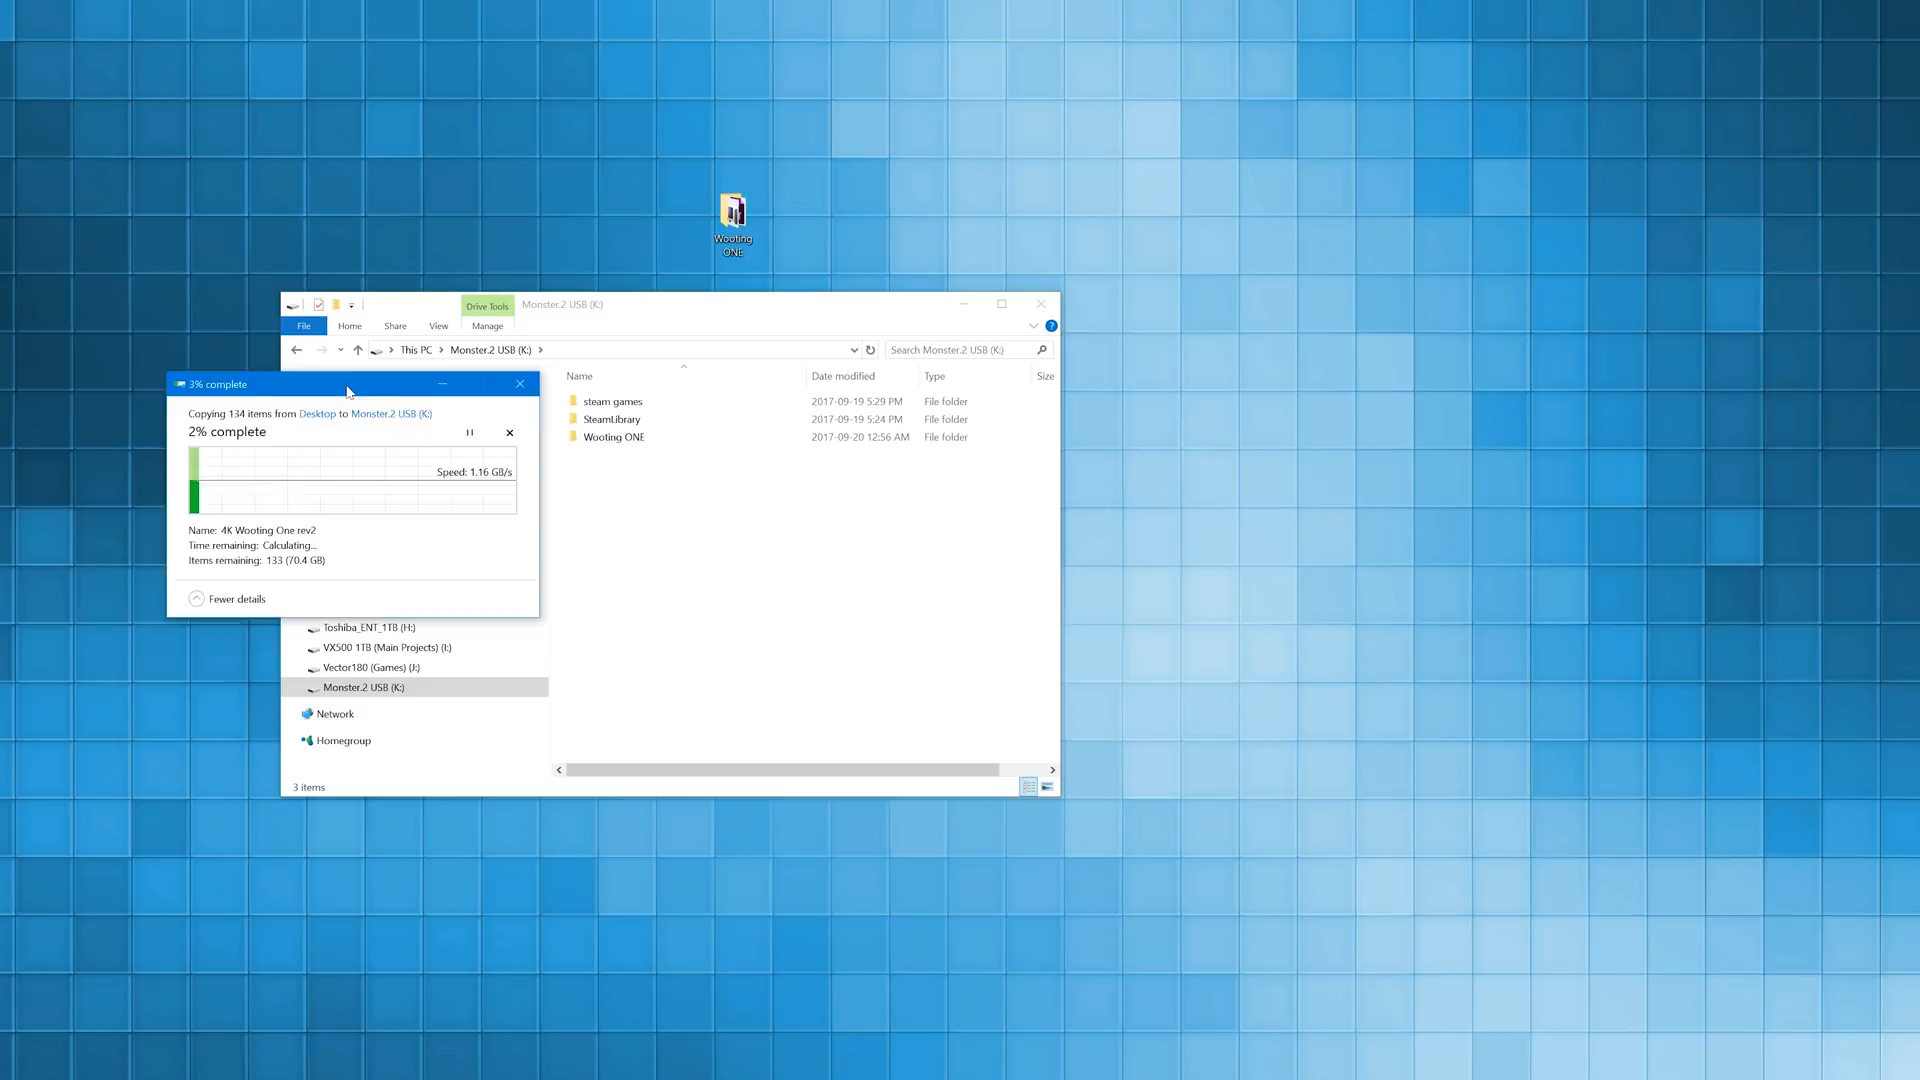 Wooting
ONE
Drive Tools
Monster.2 USB (K:)
File
Home
Share
View
Manage
This PC
Monster.2 USB (K:)
Search Monster.2 USB (K:)
Name
Date modified
Type
Size
steam games
2017-09-19 5:29 PM
File folder
SteamLibrary
2017-09-19 5:24 PM
File folder
Wooting ONE
2017-09-20 12:56 AM
File folder
3% complete
Copying 134 items from Desktop to Monster.2 USB (K:)
2% complete
Speed: 1.16 GB/s
Name: 4K Wooting One rev2
Time remaining: Calculating...
Items remaining: 133 (70.4 GB)
Fewer details
Toshiba_ENT_1TB (H:)
VX500 1TB (Main Projects) (I:)
Vector180 (Games) (J:)
Monster.2 USB (K:)
Network
Homegroup
3 items